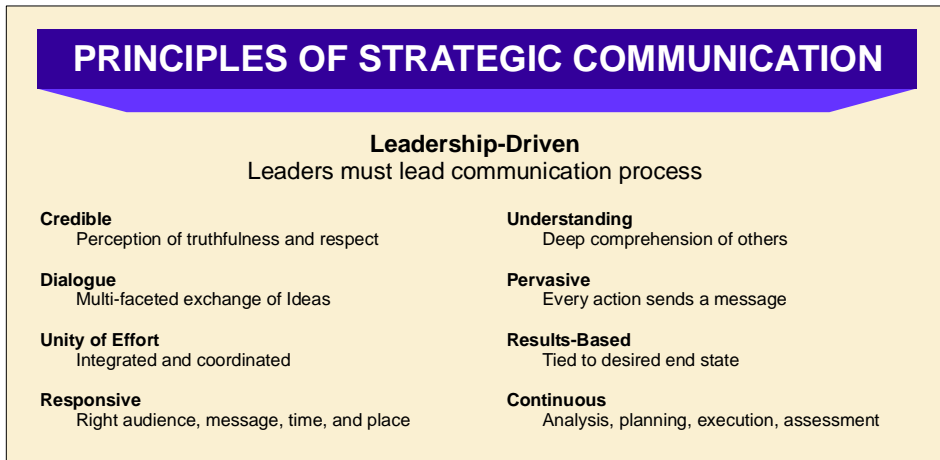 PRINCIPLES OF STRATEGIC COMMUNICATION
Leadership-Driven
Leaders must lead communication process
Credible
Perception of truthfulness and respect
Dialogue
Multi-faceted exchange of Ideas
Unity of Effort
Integrated and coordinated
Responsive
Right audience, message, time, and place
Understanding
Deep comprehension of others
Pervasive
Every action sends a message
Results-Based
Tied to desired end state
Continuous
Analysis, planning, execution, assessment